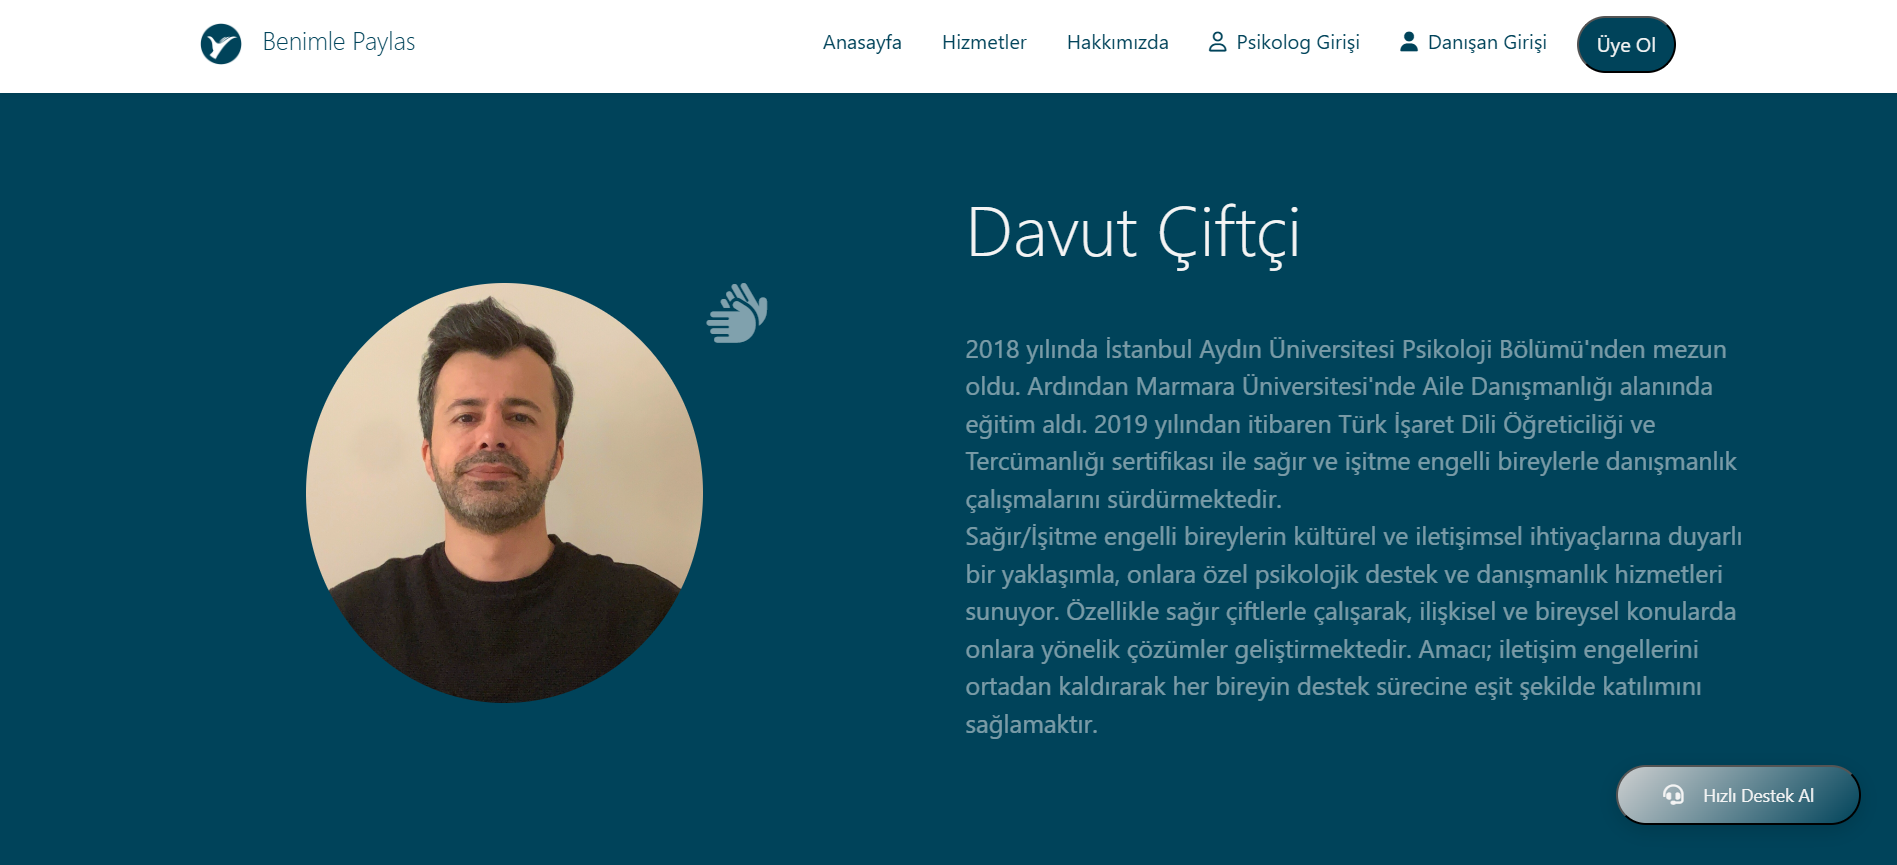 Benimle Paylas
Anasayfa
Hizmetler
Hakkımızda
Psikolog Girişi
Danışan Girişi
Üye Ol
Davut Çiftçi
2018 yılında İstanbul Aydın Üniversitesi Psikoloji Bölümü'nden mezun
oldu. Ardından Marmara Üniversitesi'nde Aile Danışmanlığı alanında
eğitim aldı. 2019 yılından itibaren Türk İşaret Dili Öğreticiliği ve
Tercümanlığı sertifikası ile sağır ve işitme engelli bireylerle danışmanlık
çalışmalarını sürdürmektedir.
Sağır/İşitme engelli bireylerin kültürel ve iletişimsel ihtiyaçlarına duyarlı
bir yaklaşımla, onlara özel psikolojik destek ve danışmanlık hizmetleri
sunuyor. Özellikle sağır çiftlerle çalışarak, ilişkisel ve bireysel konularda
onlara yönelik çözümler geliştirmektedir. Amacı; iletişim engellerini
ortadan kaldırarak her bireyin destek sürecine eşit şekilde katılımını
sağlamaktır.
Hızlı Destek Al